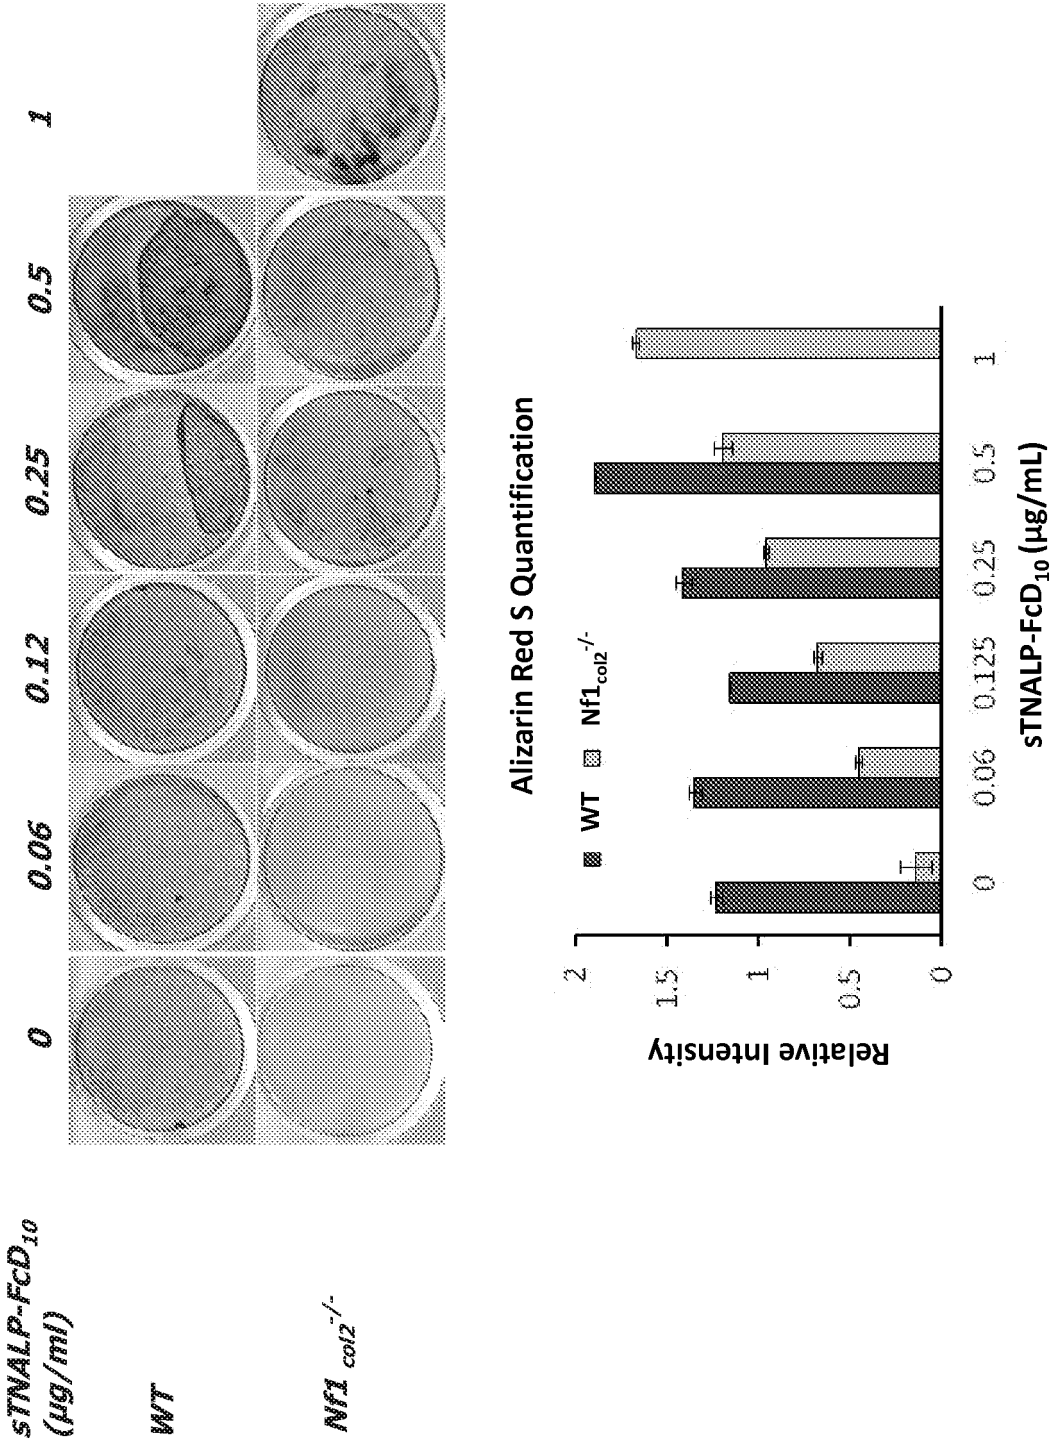 sTNALP-FcD10
(µg/ml)
0 0.06 0.12 0.25 0.5 1
WT
Nf1 col2-/-
Alizarin Red S Quantification
WT Nf1col2-/-
Relative Intensity
2
1.5
1
0.5
0
0 0.06 0.125 0.25 0.5 1
sTNALP-FcD10 (µg/mL)